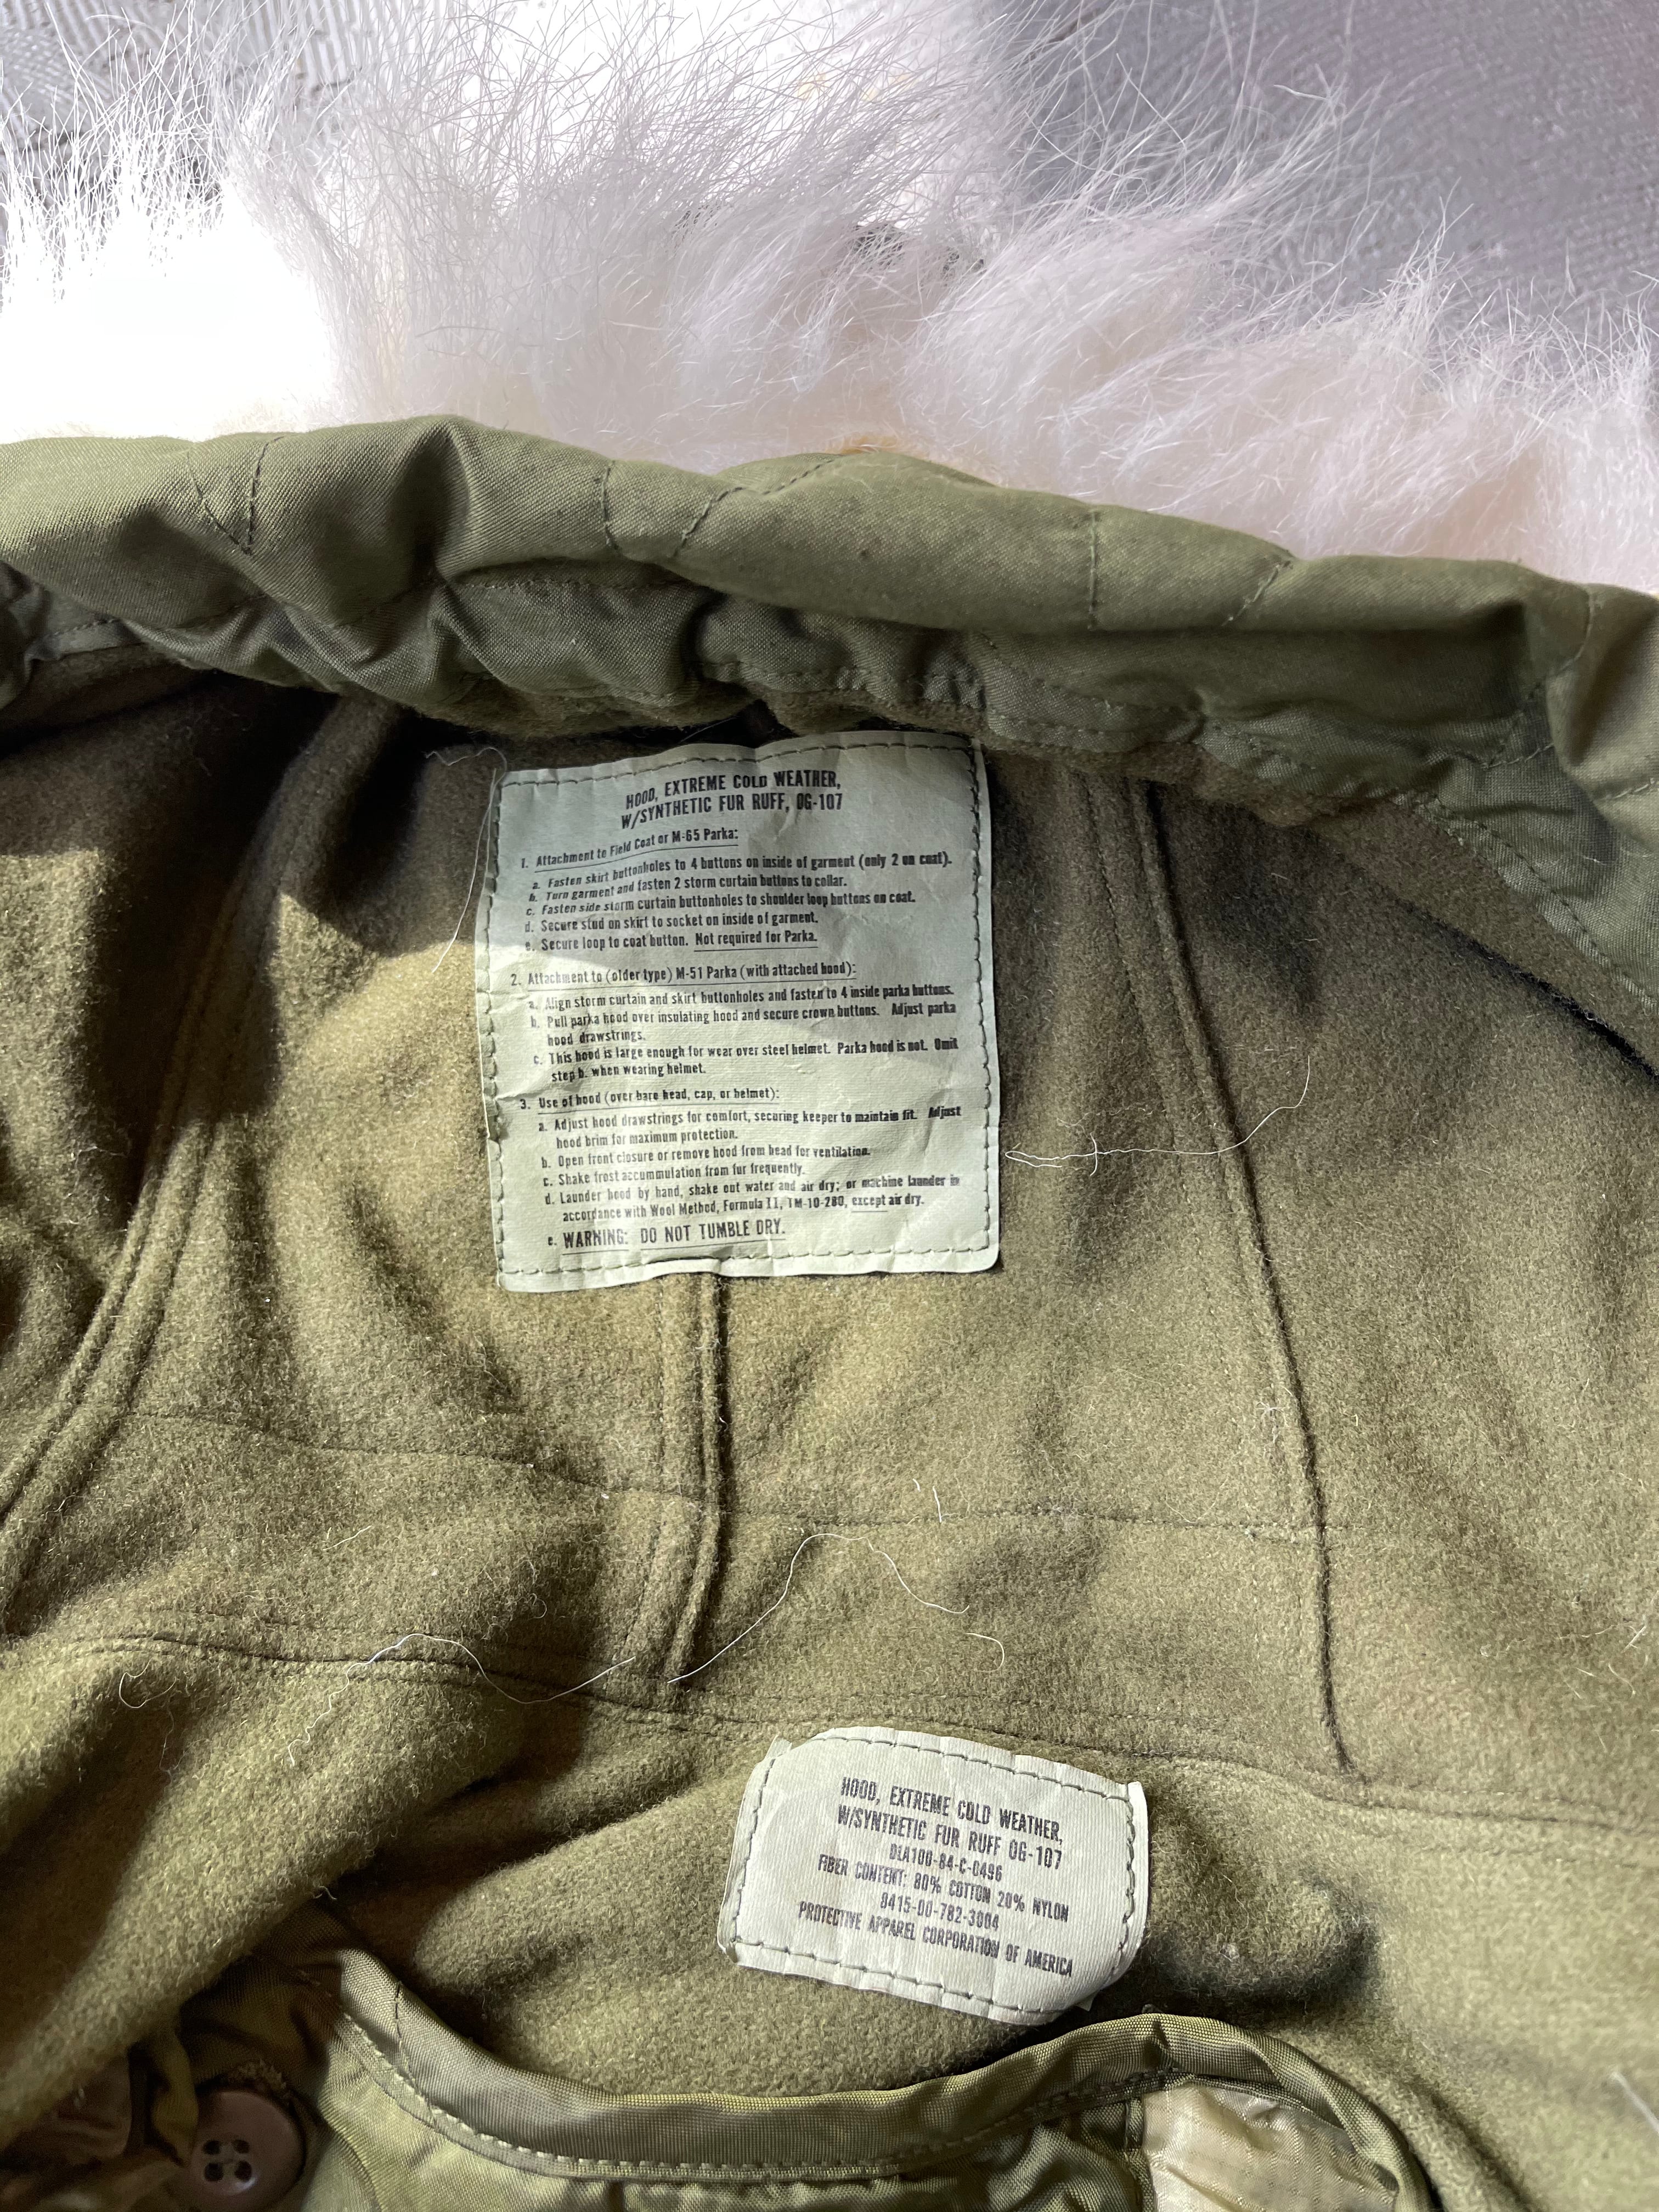 HOOD, EXTREME COLD WEATHER,
W/SYNTHETIC FUR RUFF, OG-107
1. Attachment to Field Coat or M-65 Parka:
a. Fasten skirt buttonholes to 4 buttons on inside of garment (only 2 on coat).
b. Turn garment and fasten 2 storm curtain buttons to collar.
c. Fasten side storm curtain buttonholes to shoulder loop buttons on coat.
d. Secure stud on skirt to socket on inside of garment.
e. Secure loop to coat button. Not required for Parka.
2. Attachment to (older type) M-51 Parka (with attached hood):
a. Align storm curtain and skirt buttonholes and fasten to 4 inside parka buttons.
b. Pull parka hood over insulating hood and secure crown buttons. Adjust parka
hood drawstrings.
c. This hood is large enough for wear over steel helmet. Parka hood is not. Omit
step b. when wearing helmet.
3. Use of hood (over bare head, cap, or helmet):
a. Adjust hood drawstrings for comfort, securing keeper to maintain fit. Adjust
hood brim for maximum protection.
b. Open front closure or remove hood from head for ventilation.
c. Shake frost accummulation from fur frequently.
d. Launder hood by hand, shake out water and air dry; or machine launder in
accordance with Wool Method, Formula II, TM-10-280, except air dry.
e. WARNING: DO NOT TUMBLE DRY.
HOOD, EXTREME COLD WEATHER,
W/SYNTHETIC FUR RUFF OG-107
DLA100-84-C-0496
FIBER CONTENT: 80% COTTON 20% NYLON
8415-00-782-3004
PROTECTIVE APPAREL CORPORATION OF AMERICA